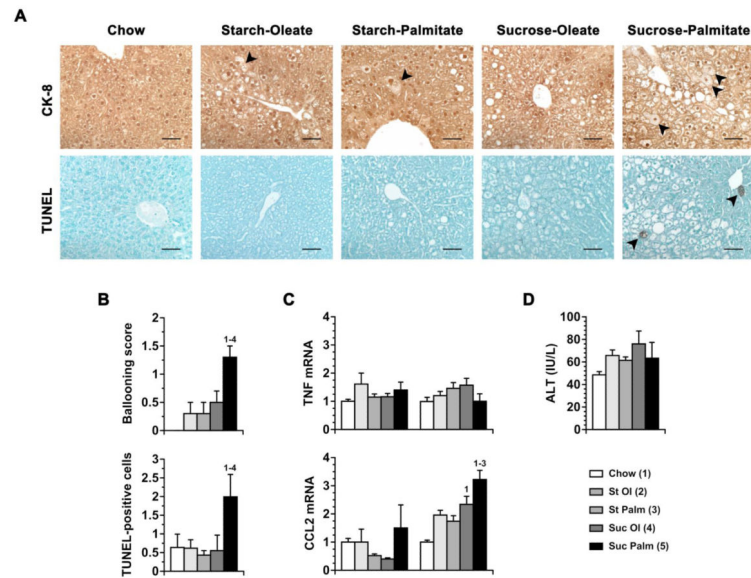 A
Chow Starch-Oleate Starch-Palmitate Sucrose-Oleate Sucrose-Palmitate
CK-8
TUNEL
B C D
Ballooning score
2
1.5
1
0.5
0
1-4
TNF mRNA
4
3
2
1
0
ALT (IU/L)
100
80
60
40
20
0
TUNEL-positive cells
3
2.5
2
1.5
1
0.5
0
1-4
CCL2 mRNA
4
3
2
1
0
1
1-3
Chow (1)
St Ol (2)
St Palm (3)
Suc Ol (4)
Suc Palm (5)